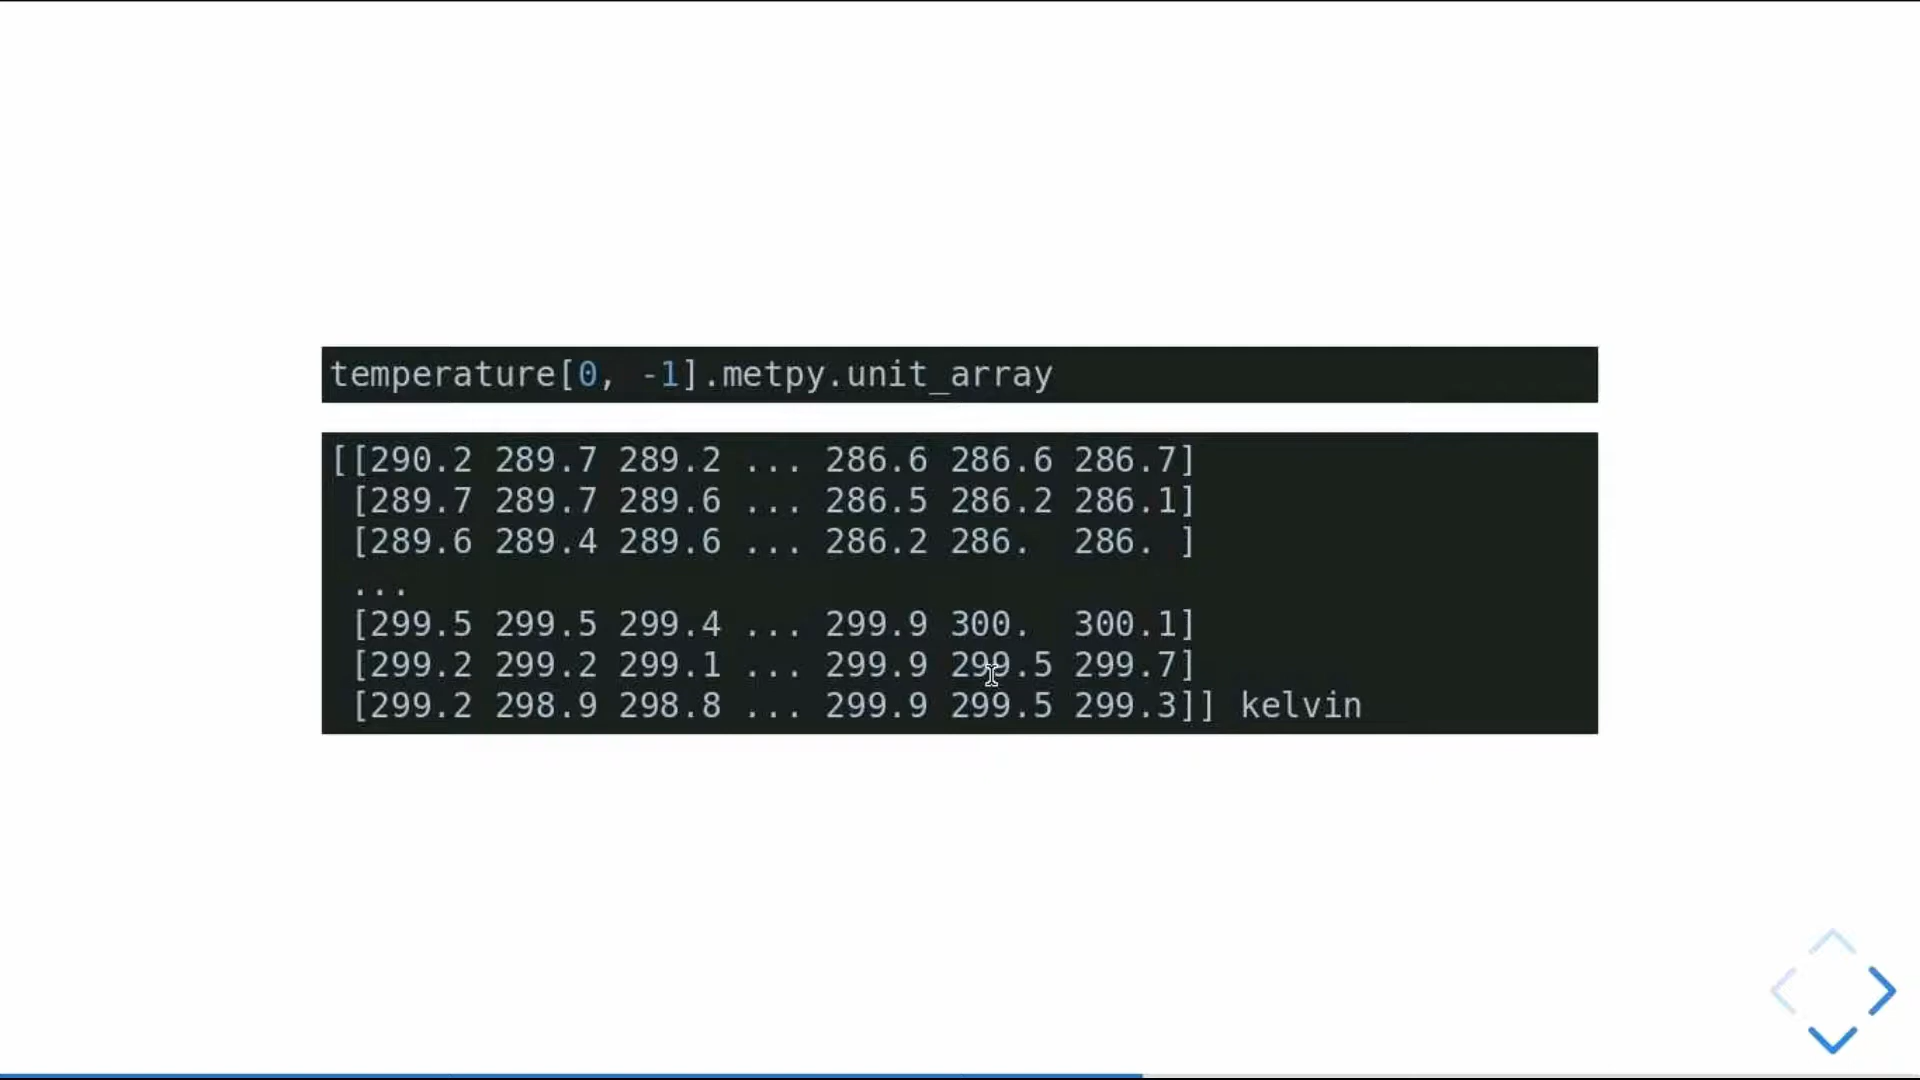 temperature[0, -1].metpy.unit_array
[[290.2 289.7 289.2 ... 286.6 286.6 286.7]
 [289.7 289.7 289.6 ... 286.5 286.2 286.1]
 [289.6 289.4 289.6 ... 286.2 286.  286. ]
 ...
 [299.5 299.5 299.4 ... 299.9 300.  300.1]
 [299.2 299.2 299.1 ... 299.9 299.5 299.7]
 [299.2 298.9 298.8 ... 299.9 299.5 299.3]] kelvin